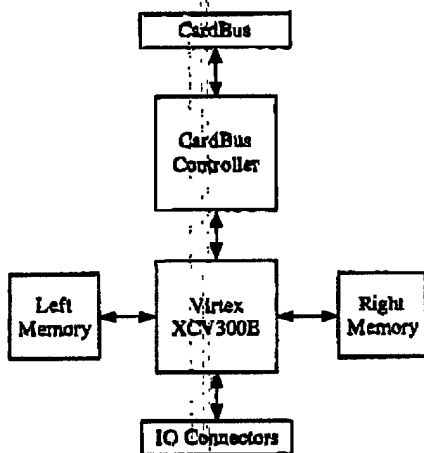 CardBus
CardBus
Controller
Left
Memory
Virtex
XCV300E
Right
Memory
IO Connectors